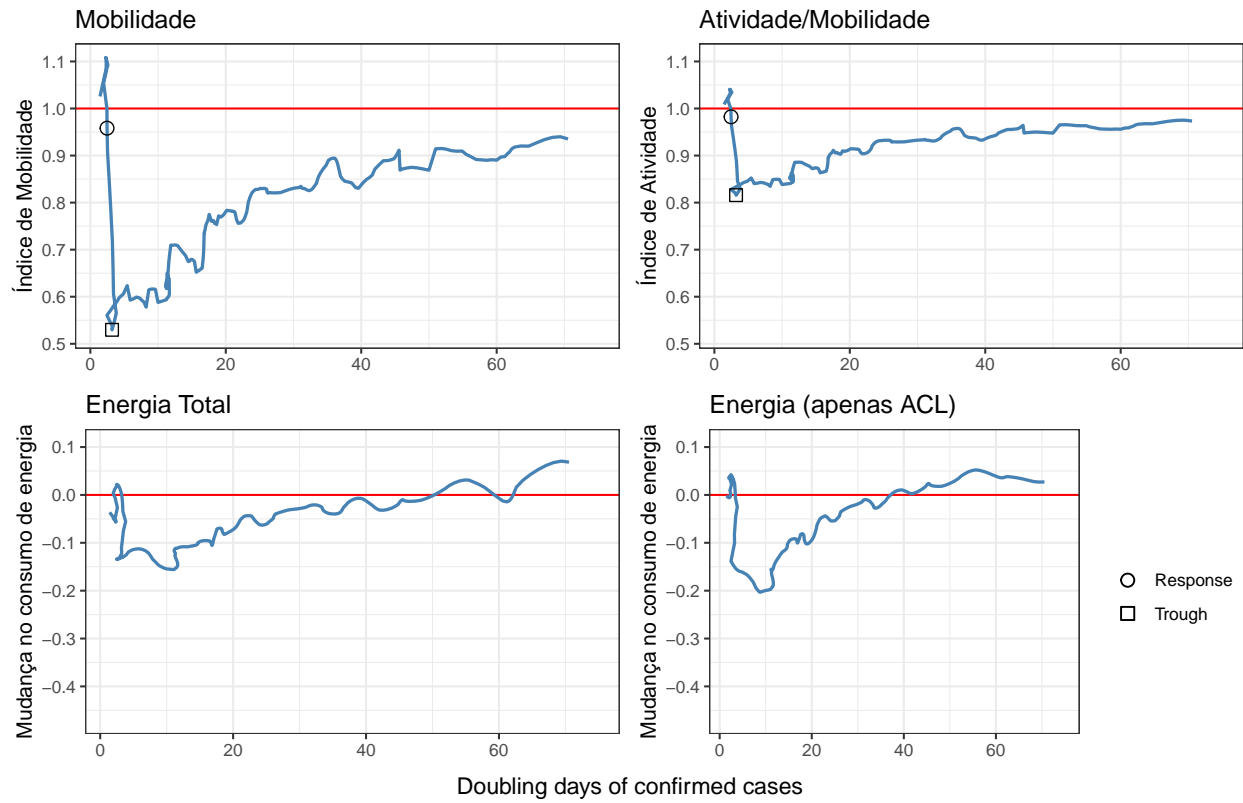 Mobilidade
Índice de Mobilidade
1.1
1.0
0.9
0.8
0.7
0.6
0.5
0 20 40 60
Atividade/Mobilidade
Índice de Atividade
1.1
1.0
0.9
0.8
0.7
0.6
0.5
0 20 40 60
Energia Total
Mudança no consumo de energia
0.1
0.0
−0.1
−0.2
−0.3
−0.4
0 20 40 60
Energia (apenas ACL)
Mudança no consumo de energia
0.1
0.0
−0.1
−0.2
−0.3
−0.4
0 20 40 60
Response
Trough
Doubling days of confirmed cases